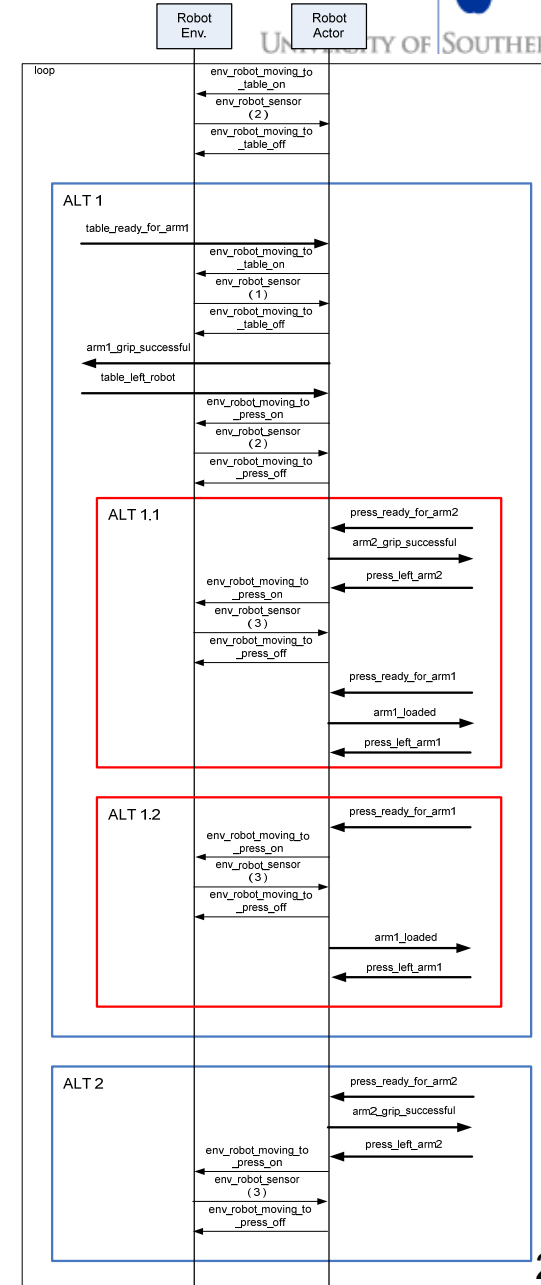 Robot
Env.
Robot
Actor
UNIVERSITY OF SOUTHE
loop
env_robot_moving_to
_table_on
env_robot_sensor
(2)
env_robot_moving_to
_table_off
ALT 1
table_ready_for_arm1
env_robot_moving_to
_table_on
env_robot_sensor
(1)
env_robot_moving_to
_table_off
arm1_grip_successful
table_left_robot
env_robot_moving_to
_press_on
env_robot_sensor
(2)
env_robot_moving_to
_press_off
ALT 1.1
press_ready_for_arm2
arm2_grip_successful
press_left_arm2
env_robot_moving_to
_press_on
env_robot_sensor
(3)
env_robot_moving_to
_press_off
press_ready_for_arm1
arm1_loaded
press_left_arm1
ALT 1.2
press_ready_for_arm1
env_robot_moving_to
_press_on
env_robot_sensor
(3)
env_robot_moving_to
_press_off
arm1_loaded
press_left_arm1
ALT 2
press_ready_for_arm2
arm2_grip_successful
press_left_arm2
env_robot_moving_to
_press_on
env_robot_sensor
(3)
env_robot_moving_to
_press_off